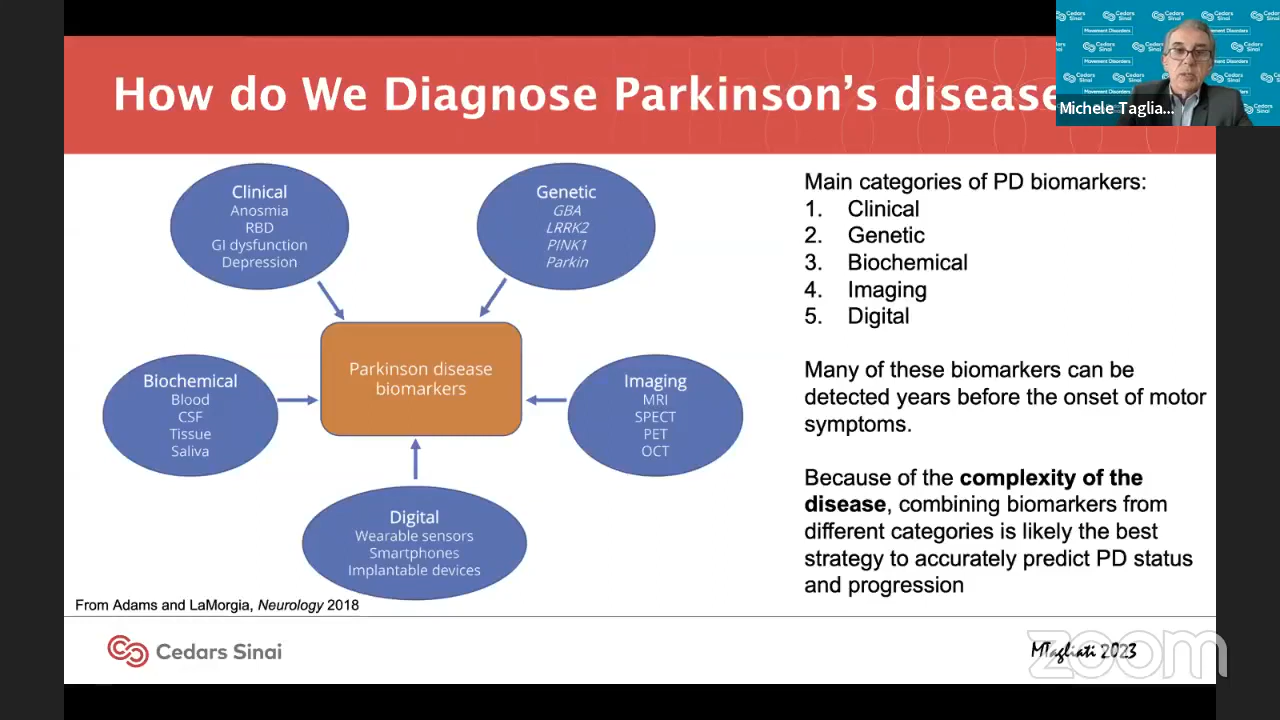 How do We Diagnose Parkinson's disease
Cedars Sinai
Movement Disorders
Michele Taglia...
Clinical
Anosmia
RBD
GI dysfunction
Depression
Genetic
GBA
LRRK2
PINK1
Parkin
Parkinson disease
biomarkers
Biochemical
Blood
CSF
Tissue
Saliva
Imaging
MRI
SPECT
PET
OCT
Digital
Wearable sensors
Smartphones
Implantable devices
From Adams and LaMorgia, Neurology 2018
Main categories of PD biomarkers:
1. Clinical
2. Genetic
3. Biochemical
4. Imaging
5. Digital
Many of these biomarkers can be
detected years before the onset of motor
symptoms.
Because of the complexity of the
disease, combining biomarkers from
different categories is likely the best
strategy to accurately predict PD status
and progression
Cedars Sinai
MTagliati 2023
zoom